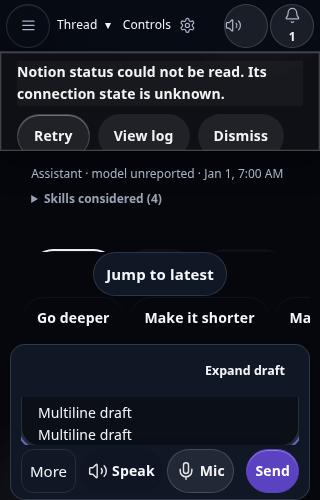 Thread ▾ Controls
1
Notion status could not be read. Its
connection state is unknown.
Retry View log Dismiss
Assistant · model unreported · Jan 1, 7:00 AM
▶ Skills considered (4)
Jump to latest
Go deeper Make it shorter Ma
Expand draft
Multiline draft
Multiline draft
More Speak Mic Send